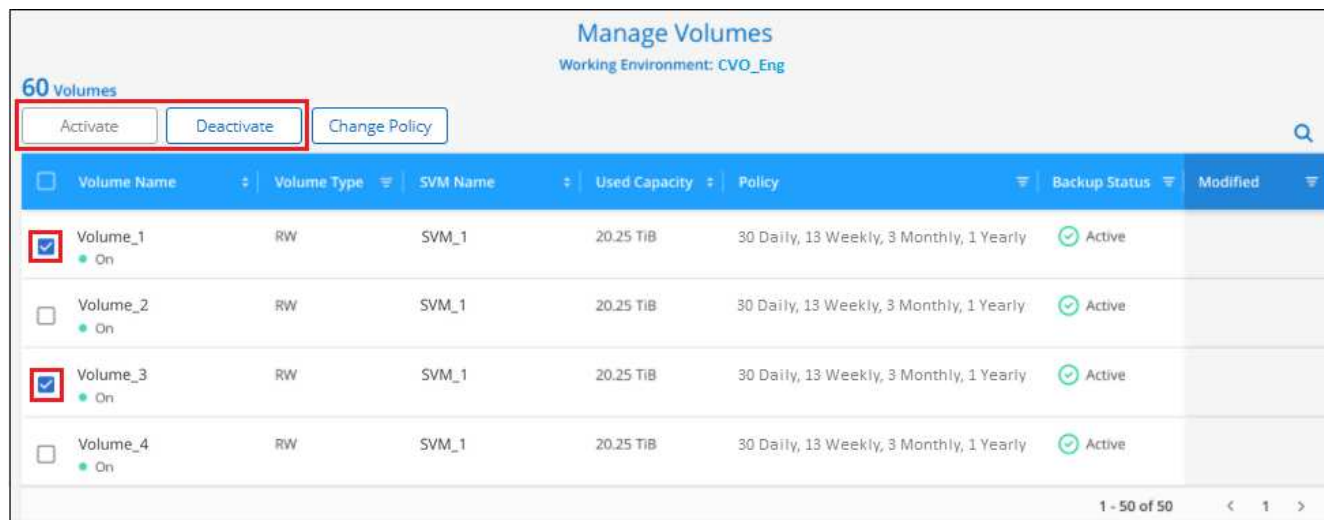 Manage Volumes
Working Environment: CVO_Eng
60 Volumes
Activate Deactivate Change Policy
Volume Name Volume Type SVM Name Used Capacity Policy Backup Status Modified
Volume_1 RW SVM_1 20.25 TiB 30 Daily, 13 Weekly, 3 Monthly, 1 Yearly Active
On
Volume_2 RW SVM_1 20.25 TiB 30 Daily, 13 Weekly, 3 Monthly, 1 Yearly Active
On
Volume_3 RW SVM_1 20.25 TiB 30 Daily, 13 Weekly, 3 Monthly, 1 Yearly Active
On
Volume_4 RW SVM_1 20.25 TiB 30 Daily, 13 Weekly, 3 Monthly, 1 Yearly Active
On
1 - 50 of 50 < 1 >